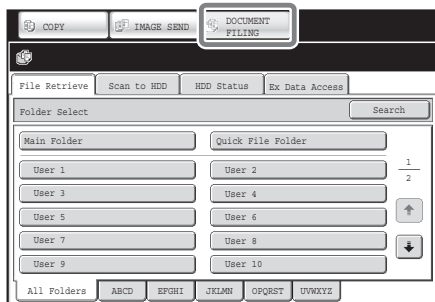 COPY IMAGE SEND DOCUMENT FILING
File Retrieve Scan to HDD HDD Status Ex Data Access
Folder Select Search
Main Folder Quick File Folder
User 1 User 2 1
2
User 3 User 4
User 5 User 6
User 7 User 8
User 9 User 10
All Folders ABCD EFGHI JKLMN OPQRST UVWXYZ